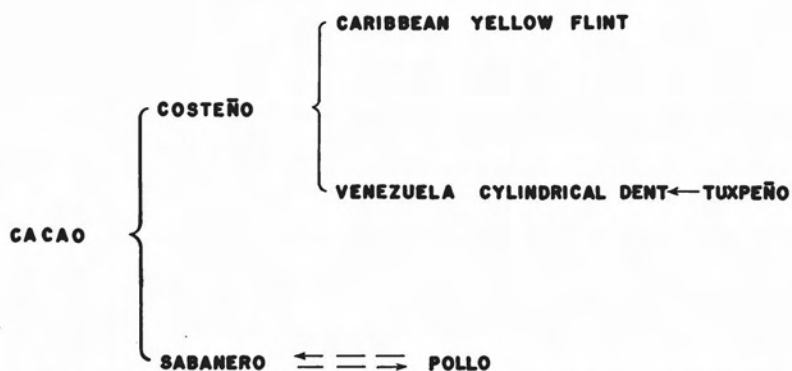 CARIBBEAN YELLOW FLINT
COSTEÑO
VENEZUELA CYLINDRICAL DENT ← TUXPEÑO
CACAO
SABANERO POLLO